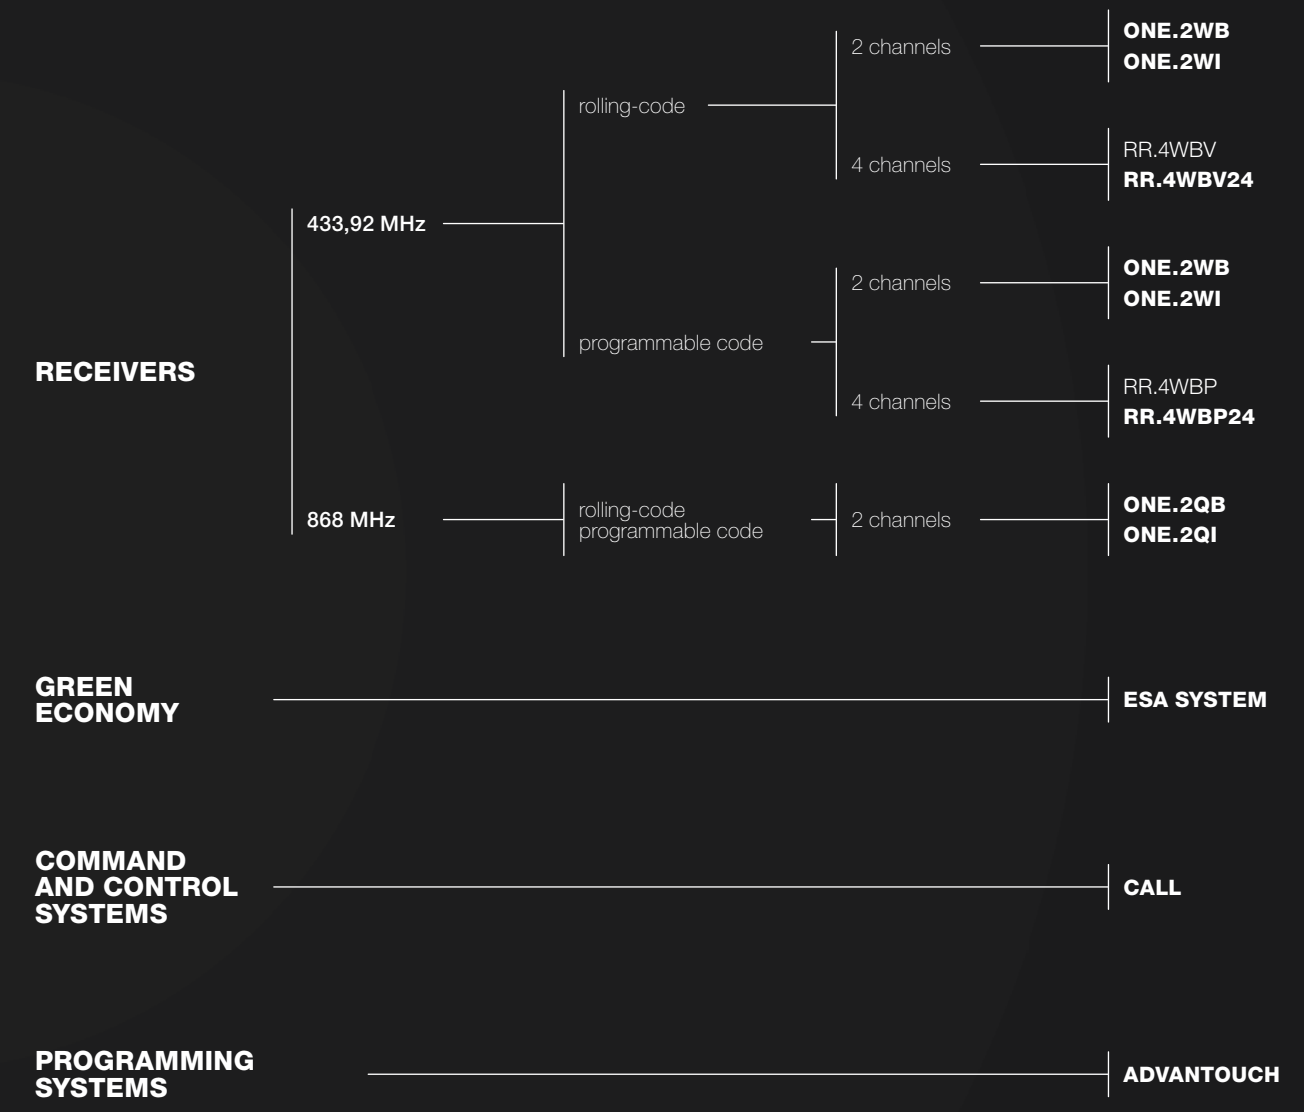 RECEIVERS
433,92 MHz
rolling-code
2 channels
ONE.2WB
ONE.2WI
4 channels
RR.4WBV
RR.4WBV24
programmable code
2 channels
ONE.2WB
ONE.2WI
4 channels
RR.4WBP
RR.4WBP24
868 MHz
rolling-code
programmable code
2 channels
ONE.2QB
ONE.2QI
GREEN
ECONOMY
ESA SYSTEM
COMMAND
AND CONTROL
SYSTEMS
CALL
PROGRAMMING
SYSTEMS
ADVANTOUCH